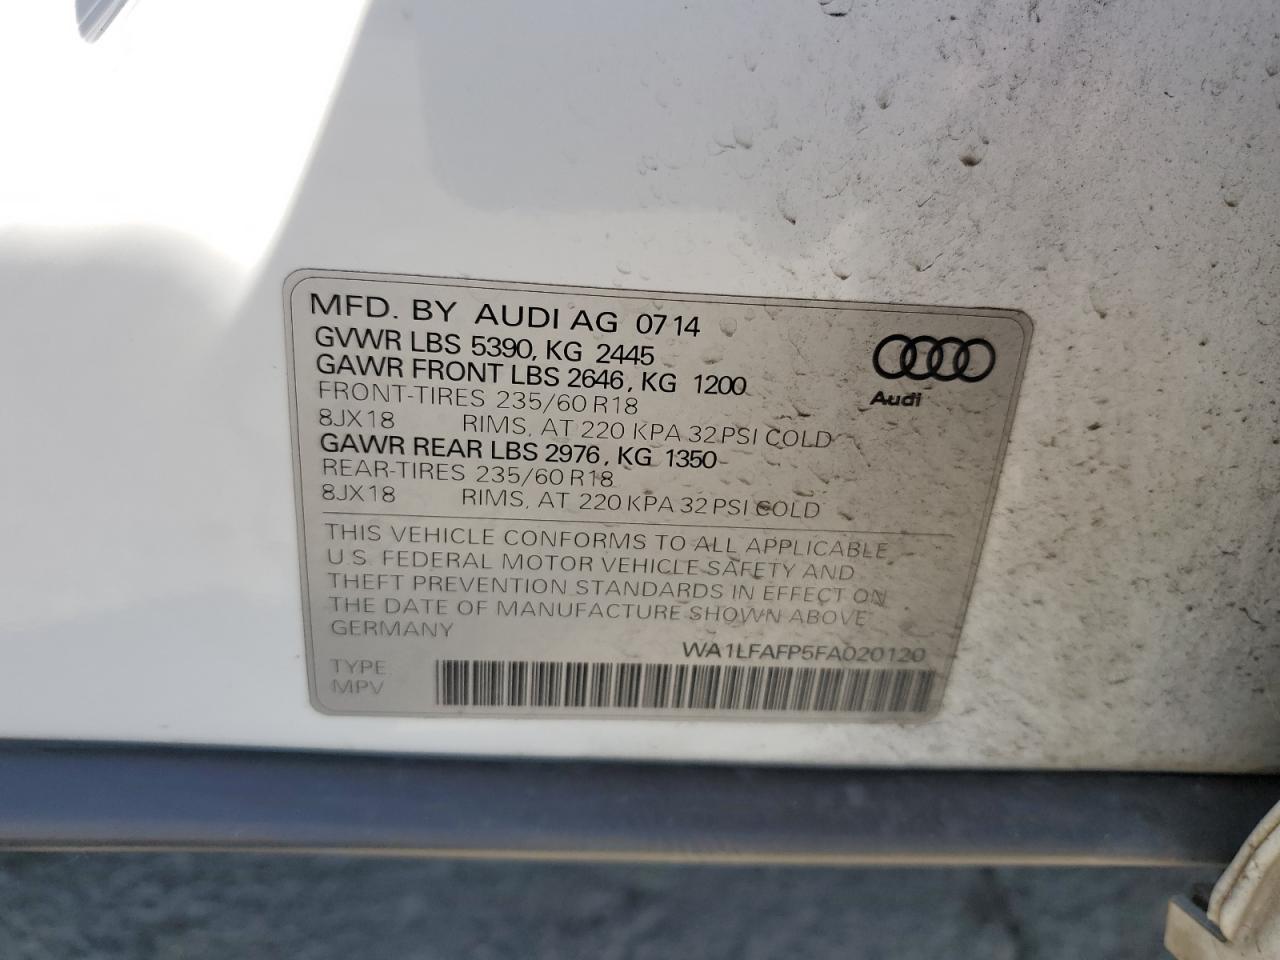 MFD. BY AUDI AG 0714
GVWR LBS 5390, KG 2445
GAWR FRONT LBS 2646, KG 1200
FRONT-TIRES 235/60 R18
8JX18 RIMS, AT 220 KPA 32 PSI COLD
GAWR REAR LBS 2976, KG 1350
REAR-TIRES 235/60 R18
8JX18 RIMS, AT 220 KPA 32 PSI COLD
Audi
THIS VEHICLE CONFORMS TO ALL APPLICABLE
U.S. FEDERAL MOTOR VEHICLE SAFETY AND
THEFT PREVENTION STANDARDS IN EFFECT ON
THE DATE OF MANUFACTURE SHOWN ABOVE
GERMANY
WA1LFAFP5FA020120
TYPE
MPV